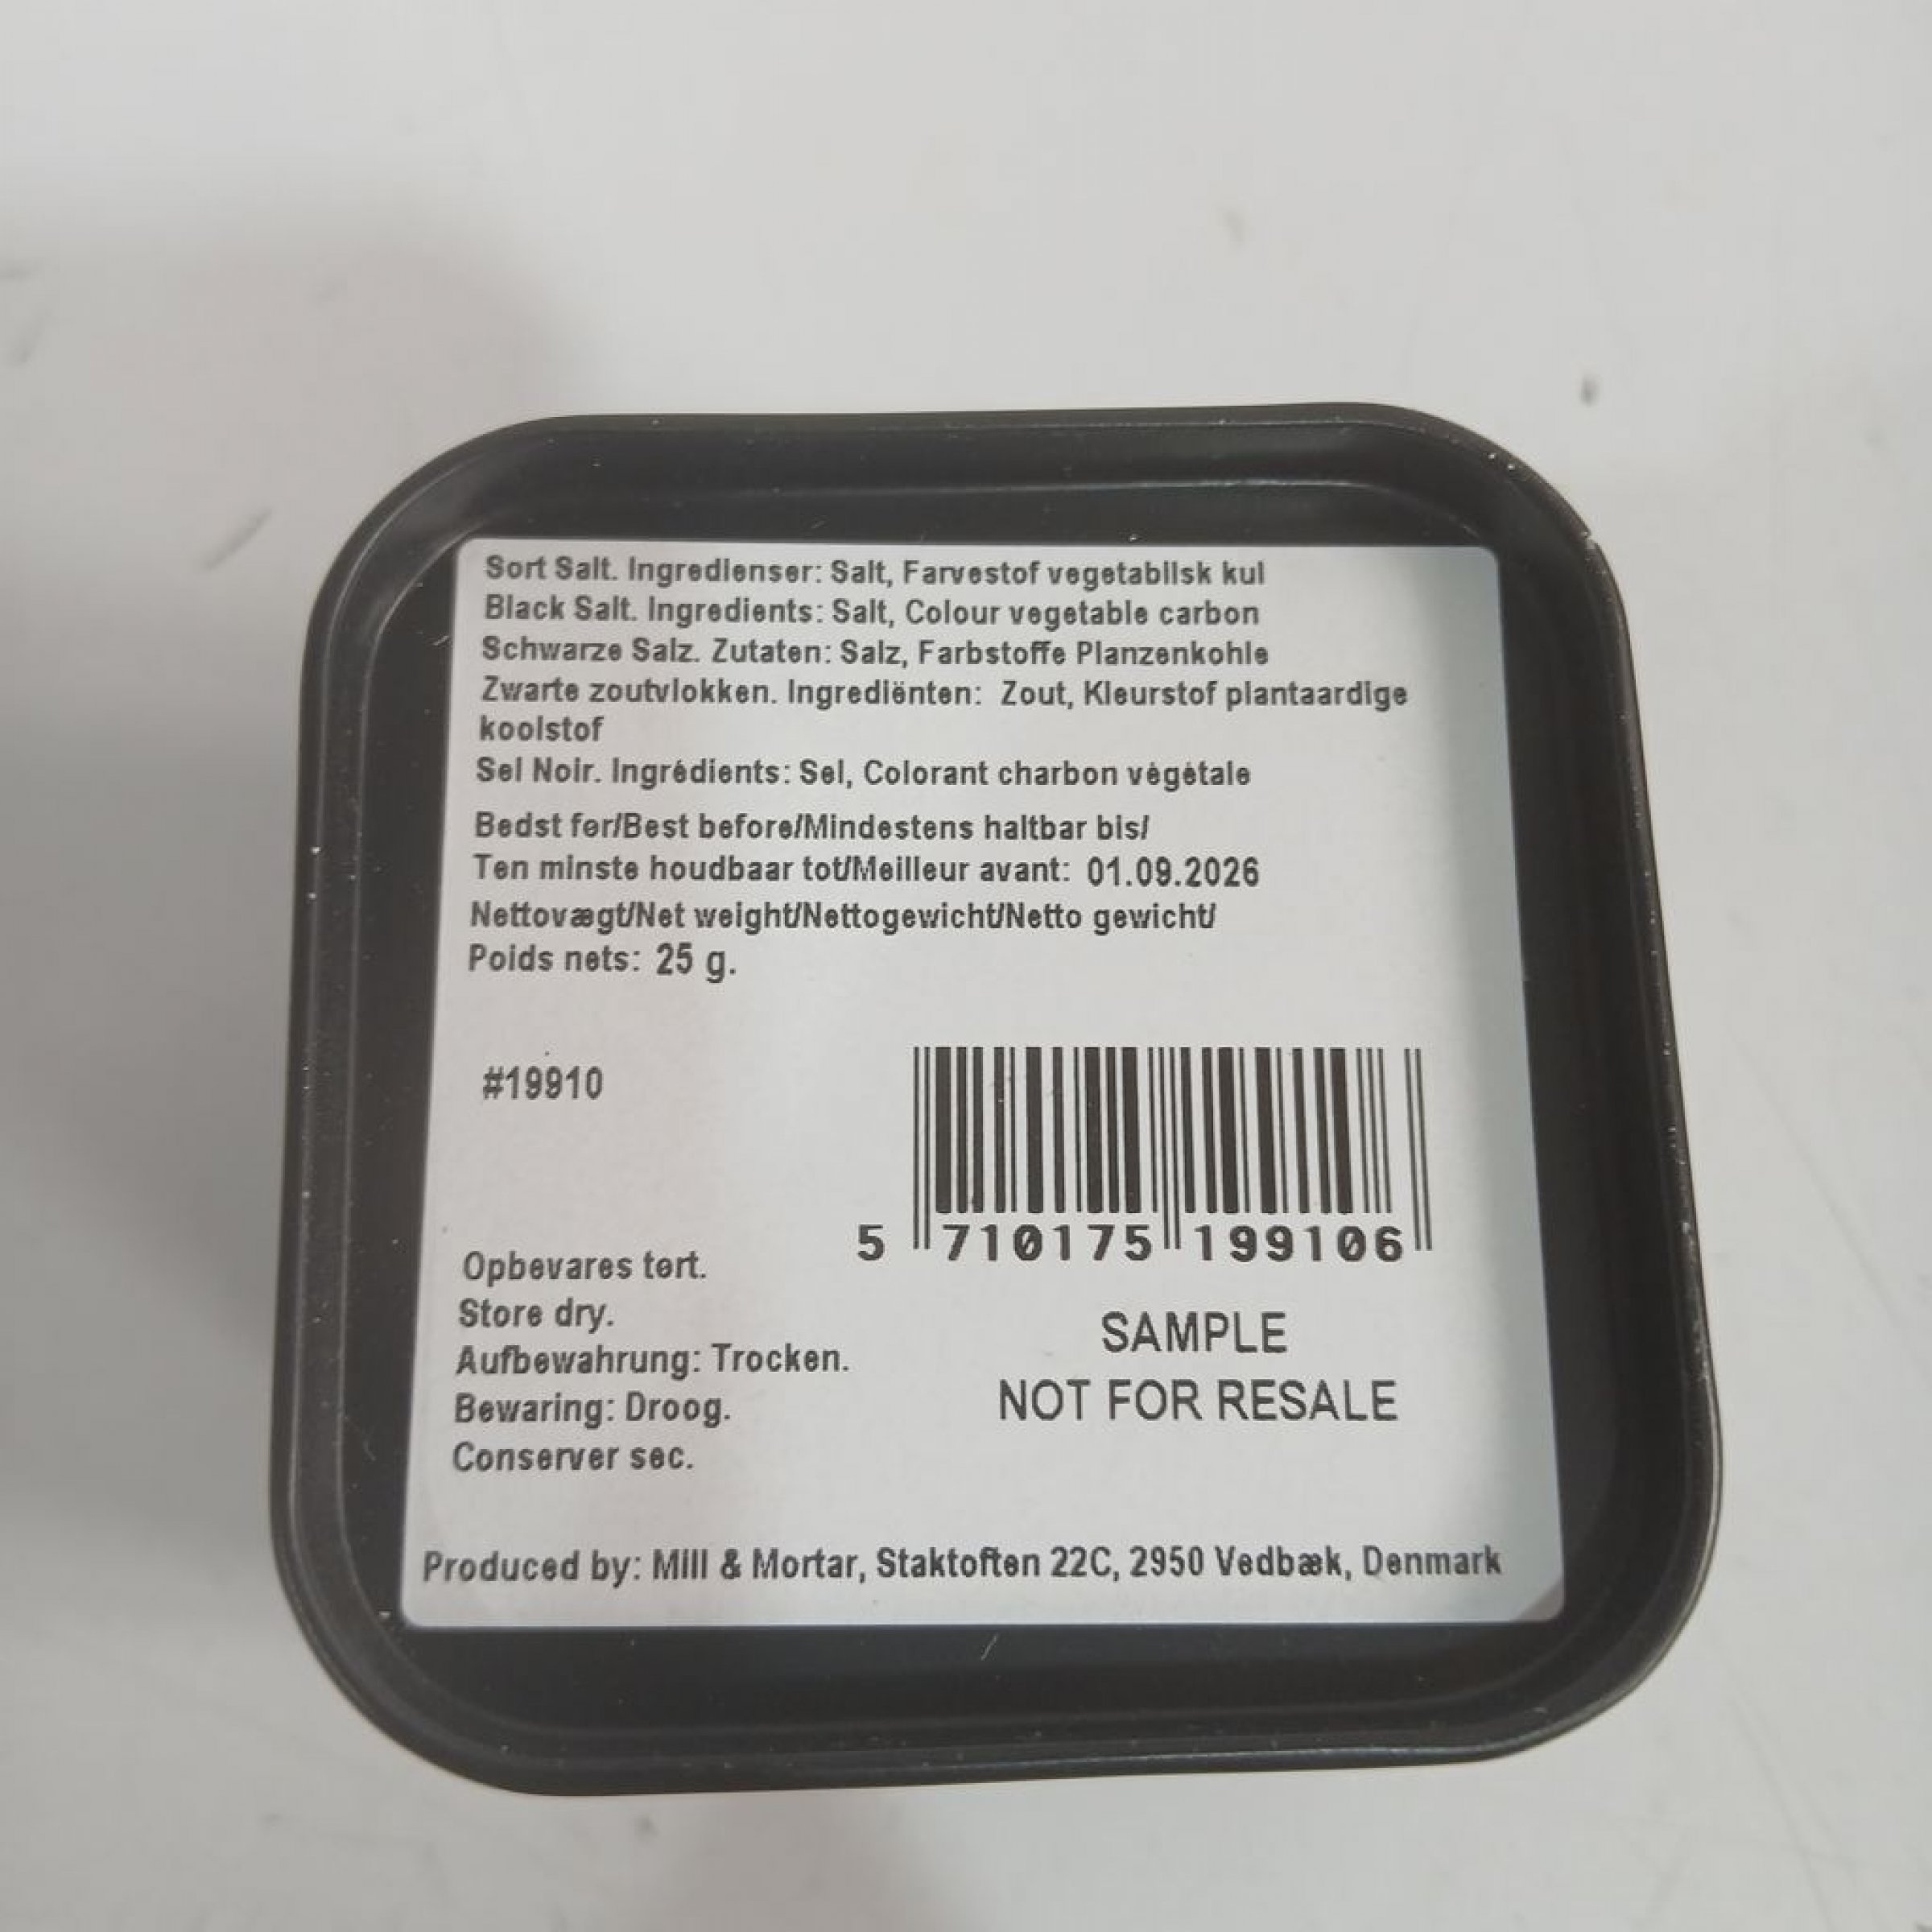 Sort Salt. Ingredienser: Salt, Farvestof vegetabilsk kul
Black Salt. Ingredients: Salt, Colour vegetable carbon
Schwarze Salz. Zutaten: Salz, Farbstoffe Planzenkohle
Zwarte zoutvlokken. Ingrediënten: Zout, Kleurstof plantaardige
koolstof
Sel Noir. Ingrédients: Sel, Colorant charbon végétale
Bedst før/Best before/Mindestens haltbar bis/
Ten minste houdbaar tot/Meilleur avant: 01.09.2026
Nettovægt/Net weight/Nettogewicht/Netto gewicht/
Poids nets: 25 g.
#19910
5 710175 199106
Opbevares tørt.
Store dry.
Aufbewahrung: Trocken.
Bewaring: Droog.
Conserver sec.
SAMPLE
NOT FOR RESALE
Produced by: Mill & Mortar, Staktoften 22C, 2950 Vedbæk, Denmark